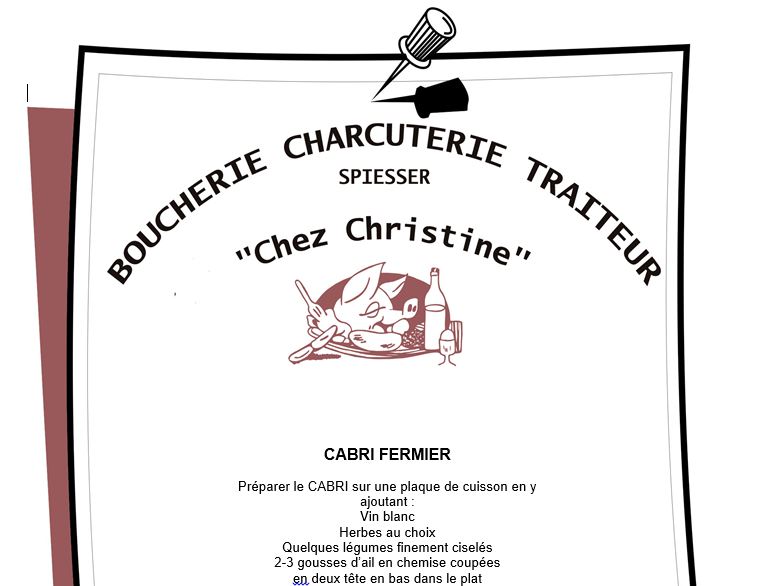 BOUCHERIE CHARCUTERIE TRAITEUR
SPIESSER
"Chez Christine"
CABRI FERMIER
Préparer le CABRI sur une plaque de cuisson en y
ajoutant :
Vin blanc
Herbes au choix
Quelques légumes finement ciselés
2-3 gousses d'ail en chemise coupées
en deux tête en bas dans le plat